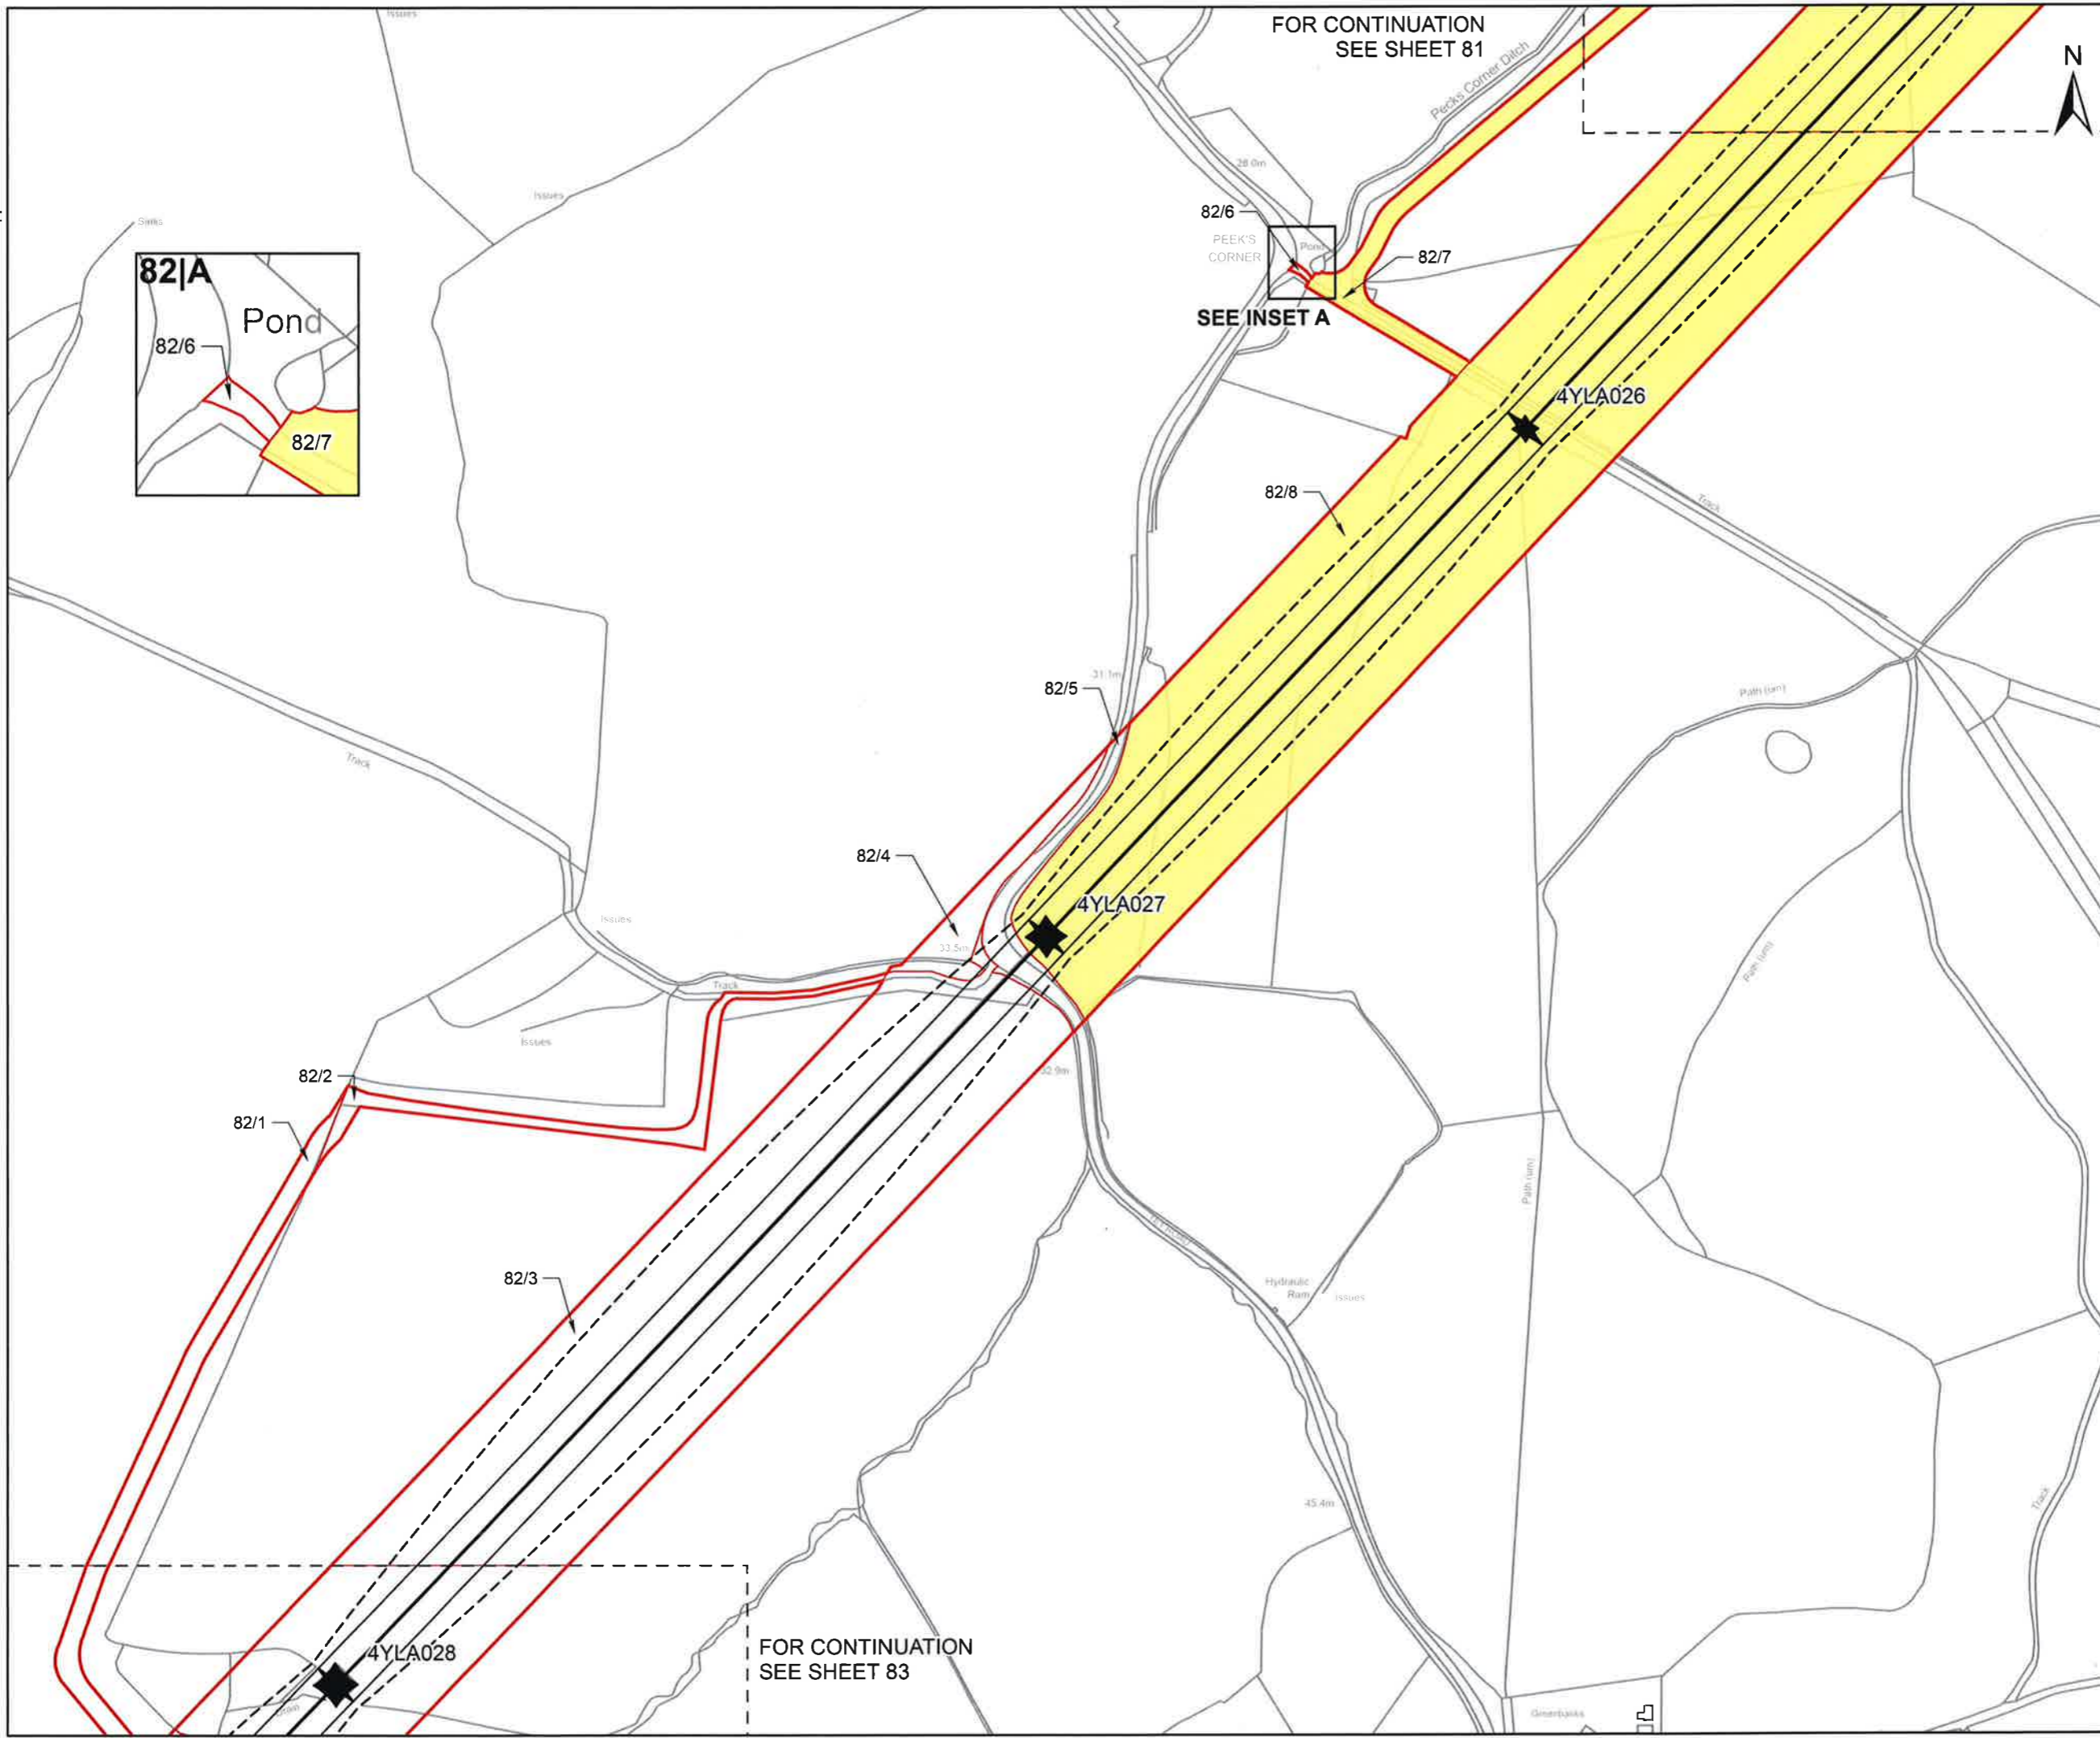 Issues
FOR CONTINUATION
SEE SHEET 81
N
Pecks Corner Ditch
28.0m
Issues
82/6
Sinks
PEEK'S
CORNER
Pond
82/7
82|A
Pond
82/6
82/7
SEE INSET A
4YLA026
82/8
Track
31.1m
82/5
Path (um)
Track
82/4
4YLA027
Issues
33.5m
Path (um)
Track
Issues
82/2
32.9m
82/1
Path (um)
82/3
Hydraulic
Ram
Issues
45.4m
Track
FOR CONTINUATION
SEE SHEET 83
4YLA028
Drain
Greenbanks